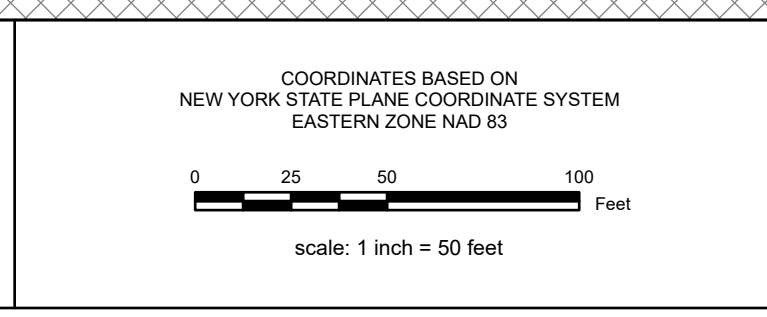 COORDINATES BASED ON
NEW YORK STATE PLANE COORDINATE SYSTEM
EASTERN ZONE NAD 83
0 25 50 100
Feet
scale: 1 inch = 50 feet